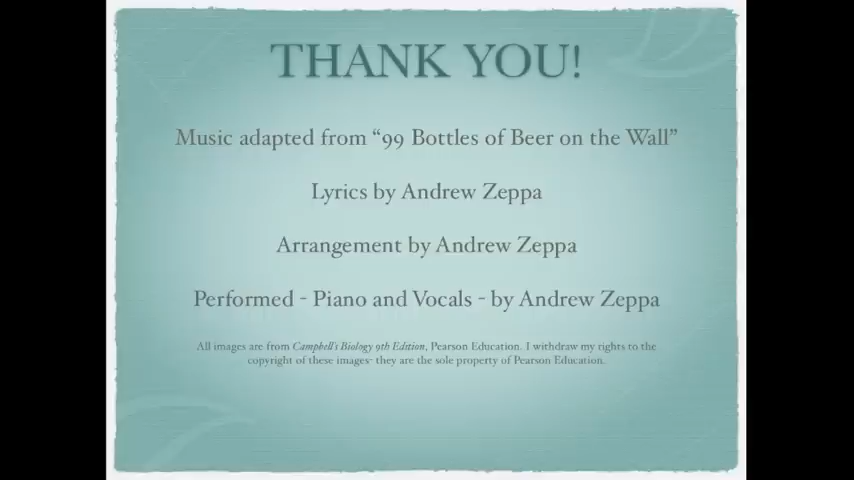 THANK YOU!
Music adapted from “99 Bottles of Beer on the Wall”
Lyrics by Andrew Zeppa
Arrangement by Andrew Zeppa
Performed - Piano and Vocals - by Andrew Zeppa
All images are from Campbell's Biology 9th Edition, Pearson Education. I withdraw my rights to the
copyright of these images- they are the sole property of Pearson Education.